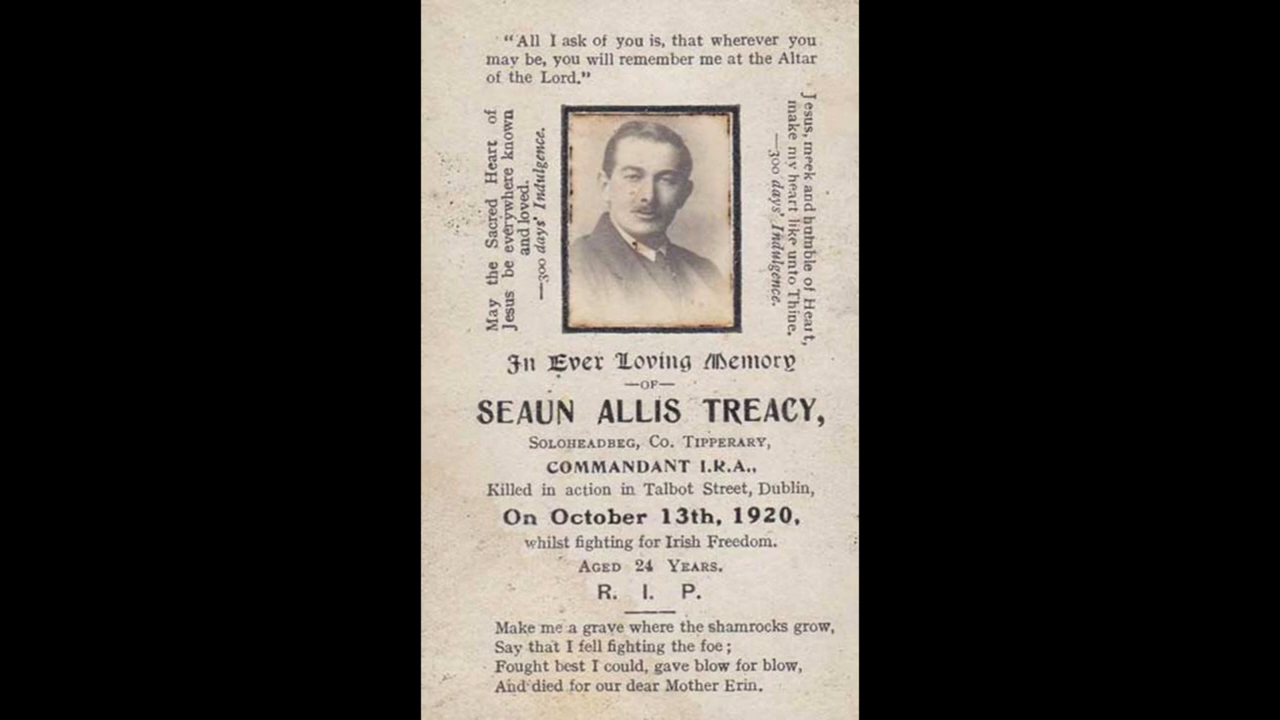 "All I ask of you is, that wherever you
may be, you will remember me at the Altar
of the Lord."
May the Sacred Heart of
Jesus be everywhere known
and loved.
—300 days' Indulgence.
Jesus, meek and humble of Heart,
make my heart like unto Thine.
—300 days' Indulgence.
In Ever Loving Memory
—OF—
SEAUN ALLIS TREACY,
SOLOHEADBEG, CO. TIPPERARY,
COMMANDANT I.R.A.,
Killed in action in Talbot Street, Dublin,
On October 13th, 1920,
whilst fighting for Irish Freedom.
AGED 24 YEARS.
R. I. P.
Make me a grave where the shamrocks grow,
Say that I fell fighting the foe;
Fought best I could, gave blow for blow,
And died for our dear Mother Erin.